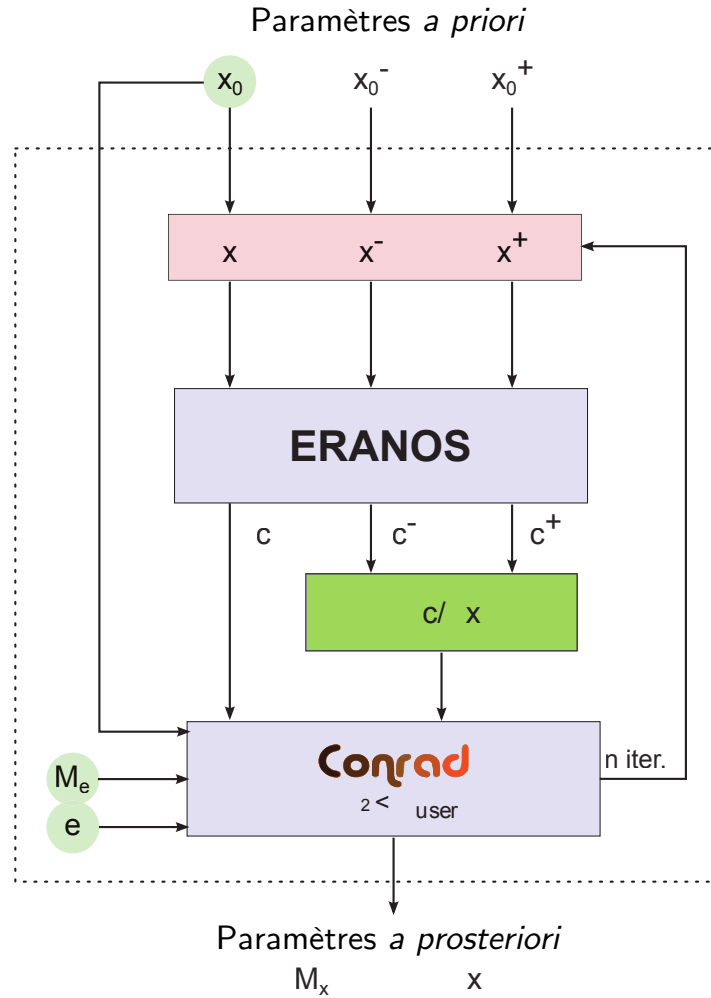 Paramètres a priori
x₀ x₀⁻ x₀⁺
x x⁻ x⁺
ERANOS
c c⁻ c⁺
c/ x
Conrad
n iter.
Mₑ
₂ < user
e
Paramètres a prosteriori
Mₓ x